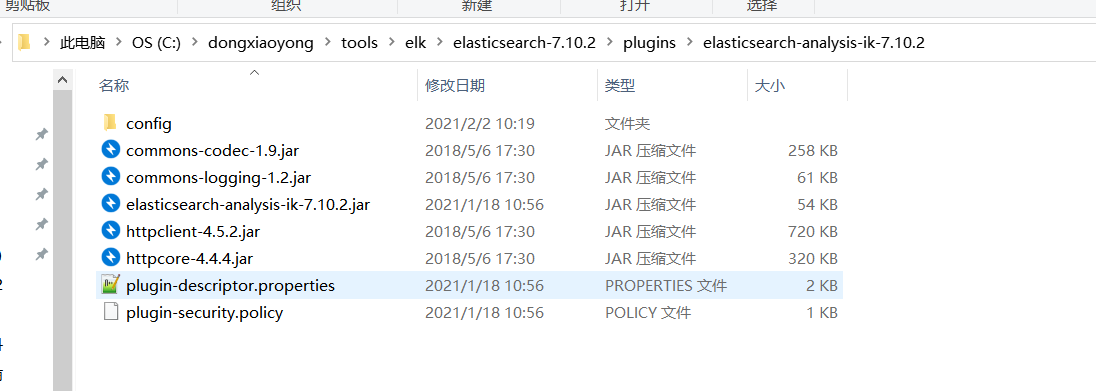 剪贴板 组织 新建 打开 选择
此电脑 OS (C:) dongxiaoyong tools elk elasticsearch-7.10.2 plugins elasticsearch-analysis-ik-7.10.2
名称 修改日期 类型 大小
config 2021/2/2 10:19 文件夹
commons-codec-1.9.jar 2018/5/6 17:30 JAR 压缩文件 258 KB
commons-logging-1.2.jar 2018/5/6 17:30 JAR 压缩文件 61 KB
elasticsearch-analysis-ik-7.10.2.jar 2021/1/18 10:56 JAR 压缩文件 54 KB
httpclient-4.5.2.jar 2018/5/6 17:30 JAR 压缩文件 720 KB
httpcore-4.4.4.jar 2018/5/6 17:30 JAR 压缩文件 320 KB
plugin-descriptor.properties 2021/1/18 10:56 PROPERTIES 文件 2 KB
plugin-security.policy 2021/1/18 10:56 POLICY 文件 1 KB